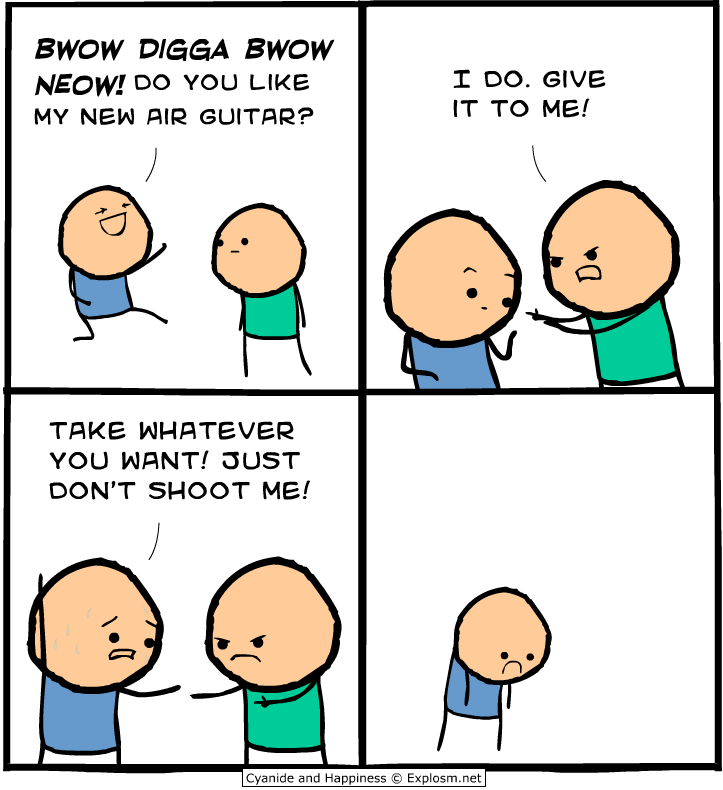 BWOW DIGGA BWOW
NEOW! DO YOU LIKE
MY NEW AIR GUITAR?
I DO. GIVE
IT TO ME!
TAKE WHATEVER
YOU WANT! JUST
DON'T SHOOT ME!
Cyanide and Happiness © Explosm.net